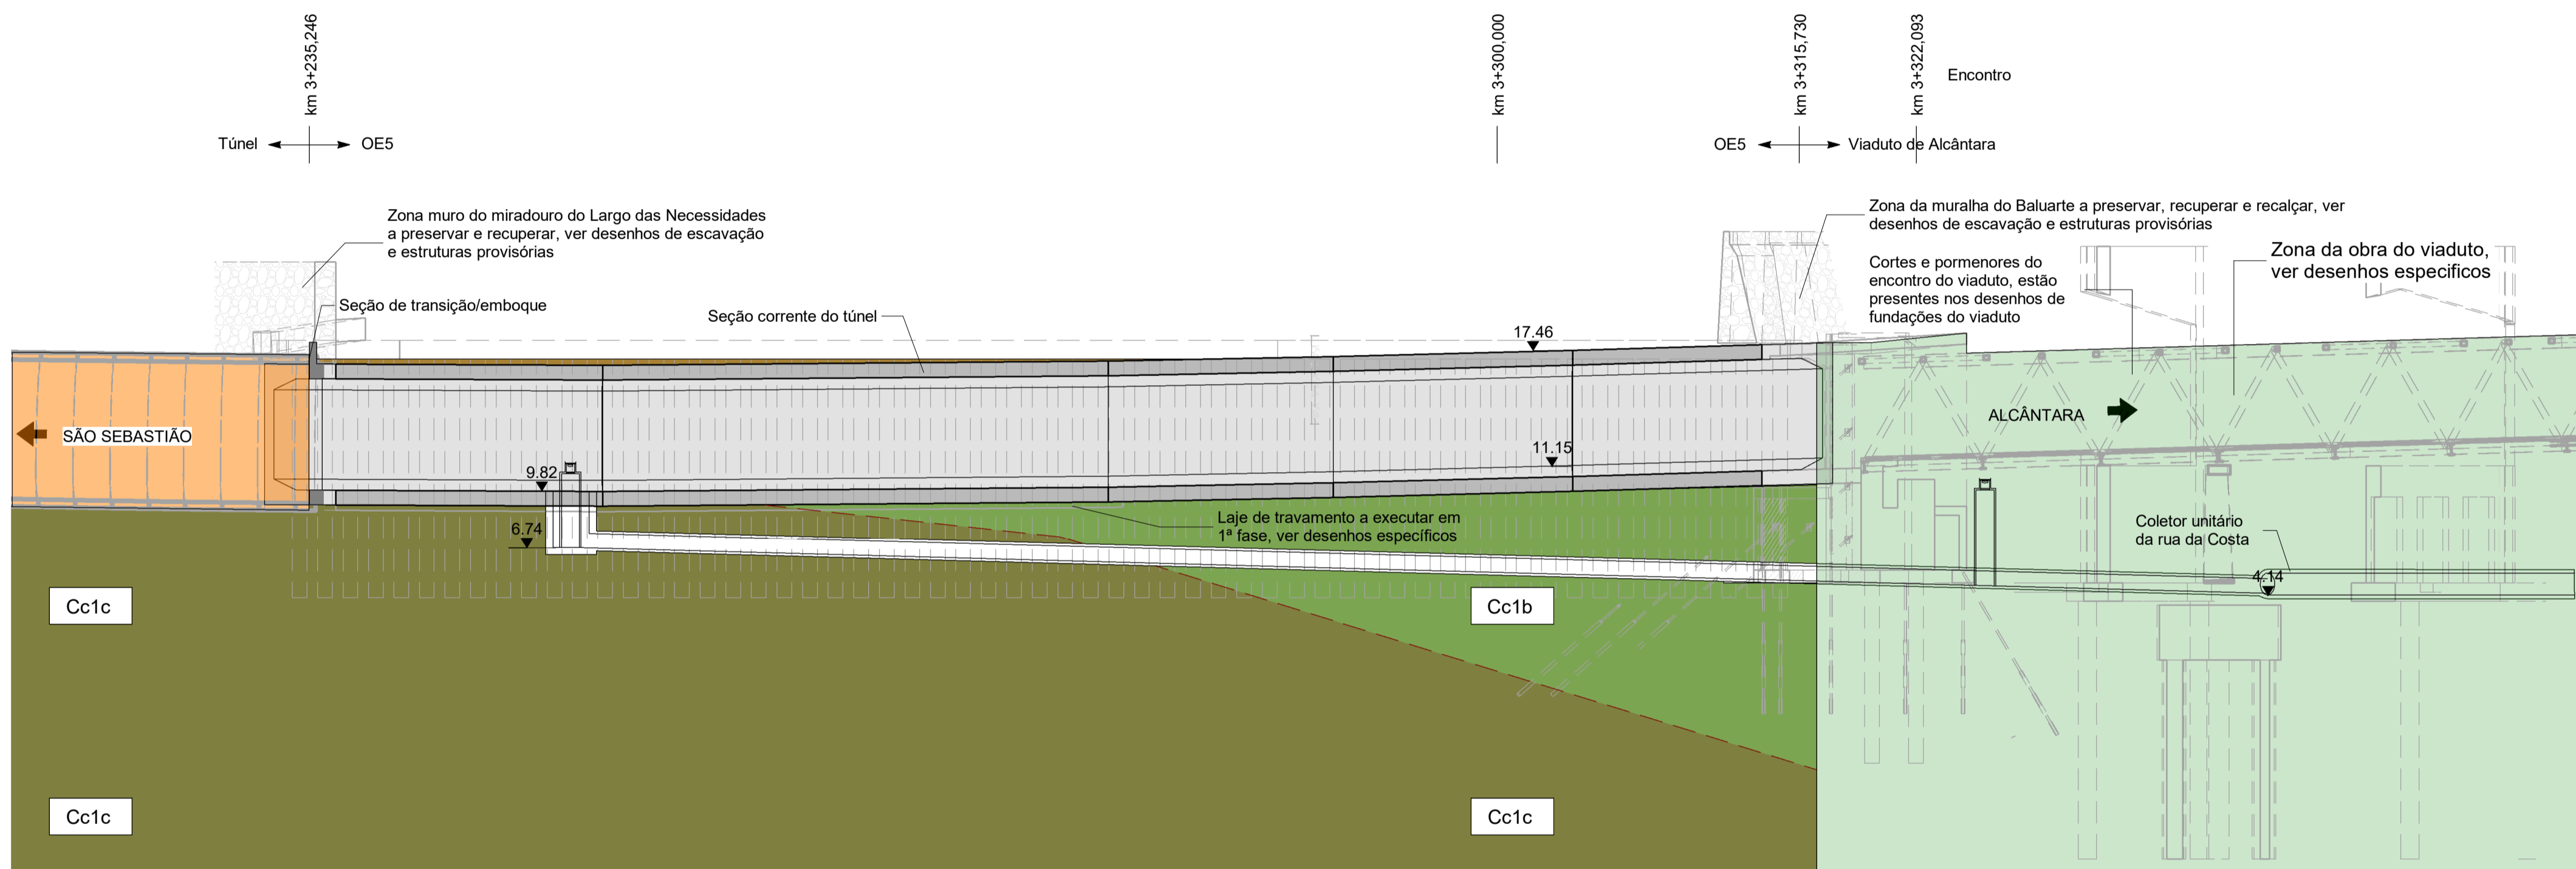 km 3+235,246
km 3+300,000
km 3+315,730
km 3+322,093
Encontro
Túnel
OE5
OE5
Viaduto de Alcântara
Zona muro do miradouro do Largo das Necessidades
a preservar e recuperar, ver desenhos de escavação
e estruturas provisórias
Zona da muralha do Baluarte a preservar, recuperar e recalçar, ver
desenhos de escavação e estruturas provisórias
Cortes e pormenores do
encontro do viaduto, estão
presentes nos desenhos de
fundações do viaduto
Zona da obra do viaduto,
ver desenhos especificos
Seção de transição/emboque
Seção corrente do túnel
17.46
SÃO SEBASTIÃO
ALCÂNTARA
11.15
9.82
6.74
Laje de travamento a executar em
1ª fase, ver desenhos específicos
Coletor unitário
da rua da Costa
4.14
Cc1c
Cc1b
Cc1c
Cc1c